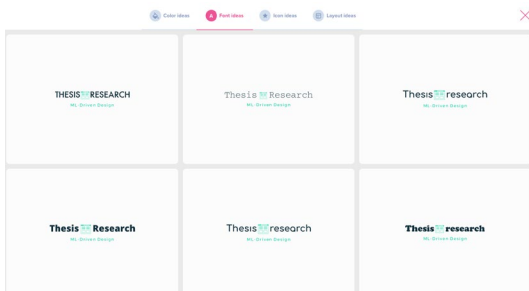 Color ideas
Font ideas
Icon ideas
Layout ideas
THESIS RESEARCH
ML-Driven Design
Thesis Research
ML-Driven Design
Thesis research
ML-Driven Design
Thesis Research
ML-Driven Design
Thesis research
ML-Driven Design
Thesis research
ML-Driven Design